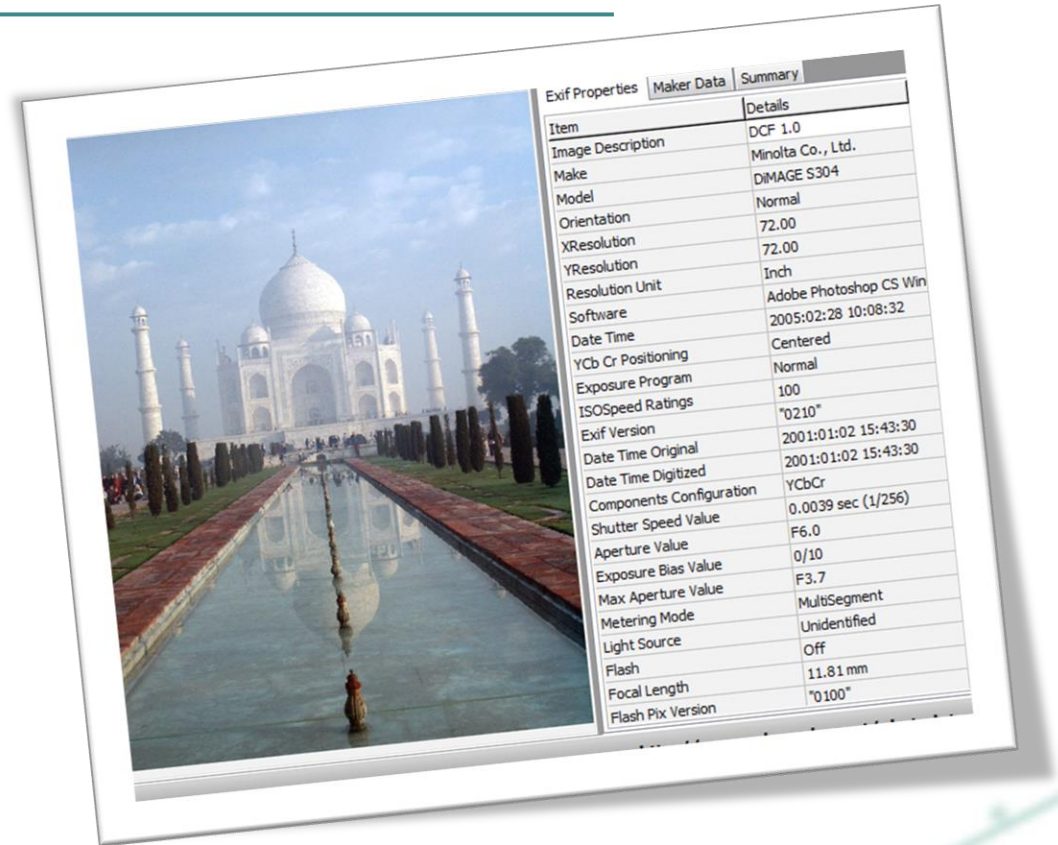 Exif Properties Maker Data Summary
Item Details
Image Description DCF 1.0
Make Minolta Co., Ltd.
Model DiMAGE S304
Orientation Normal
XResolution 72.00
YResolution 72.00
Resolution Unit Inch
Software Adobe Photoshop CS Win
Date Time 2005:02:28 10:08:32
YCb Cr Positioning Centered
Exposure Program Normal
ISOSpeed Ratings 100
Exif Version "0210"
Date Time Original 2001:01:02 15:43:30
Date Time Digitized 2001:01:02 15:43:30
Components Configuration YCbCr
Shutter Speed Value 0.0039 sec (1/256)
Aperture Value F6.0
Exposure Bias Value 0/10
Max Aperture Value F3.7
Metering Mode MultiSegment
Light Source Unidentified
Flash Off
Focal Length 11.81 mm
Flash Pix Version "0100"